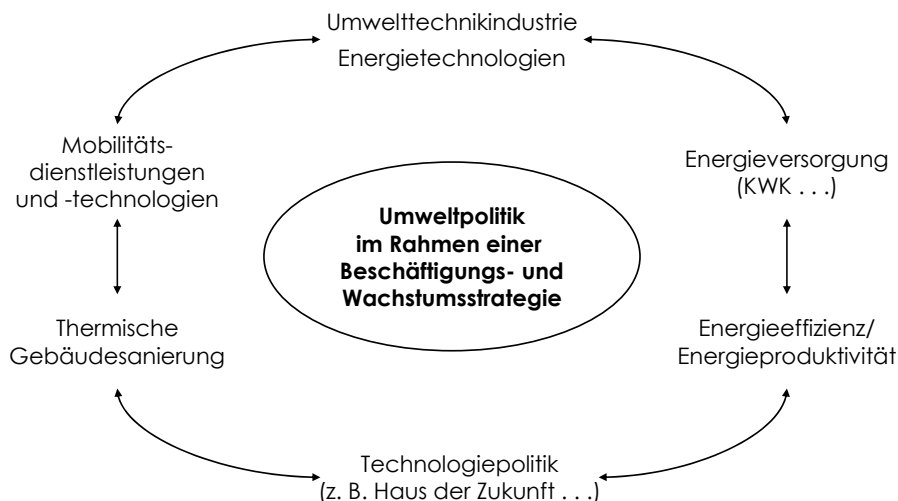 Umwelttechnikindustrie
Energietechnologien
Mobilitäts-
dienstleistungen
und -technologien
Energieversorgung
(KWK . . .)
Umweltpolitik
im Rahmen einer
Beschäftigungs- und
Wachstumsstrategie
Thermische
Gebäudesanierung
Energieeffizienz/
Energieproduktivität
Technologiepolitik
(z. B. Haus der Zukunft . . .)